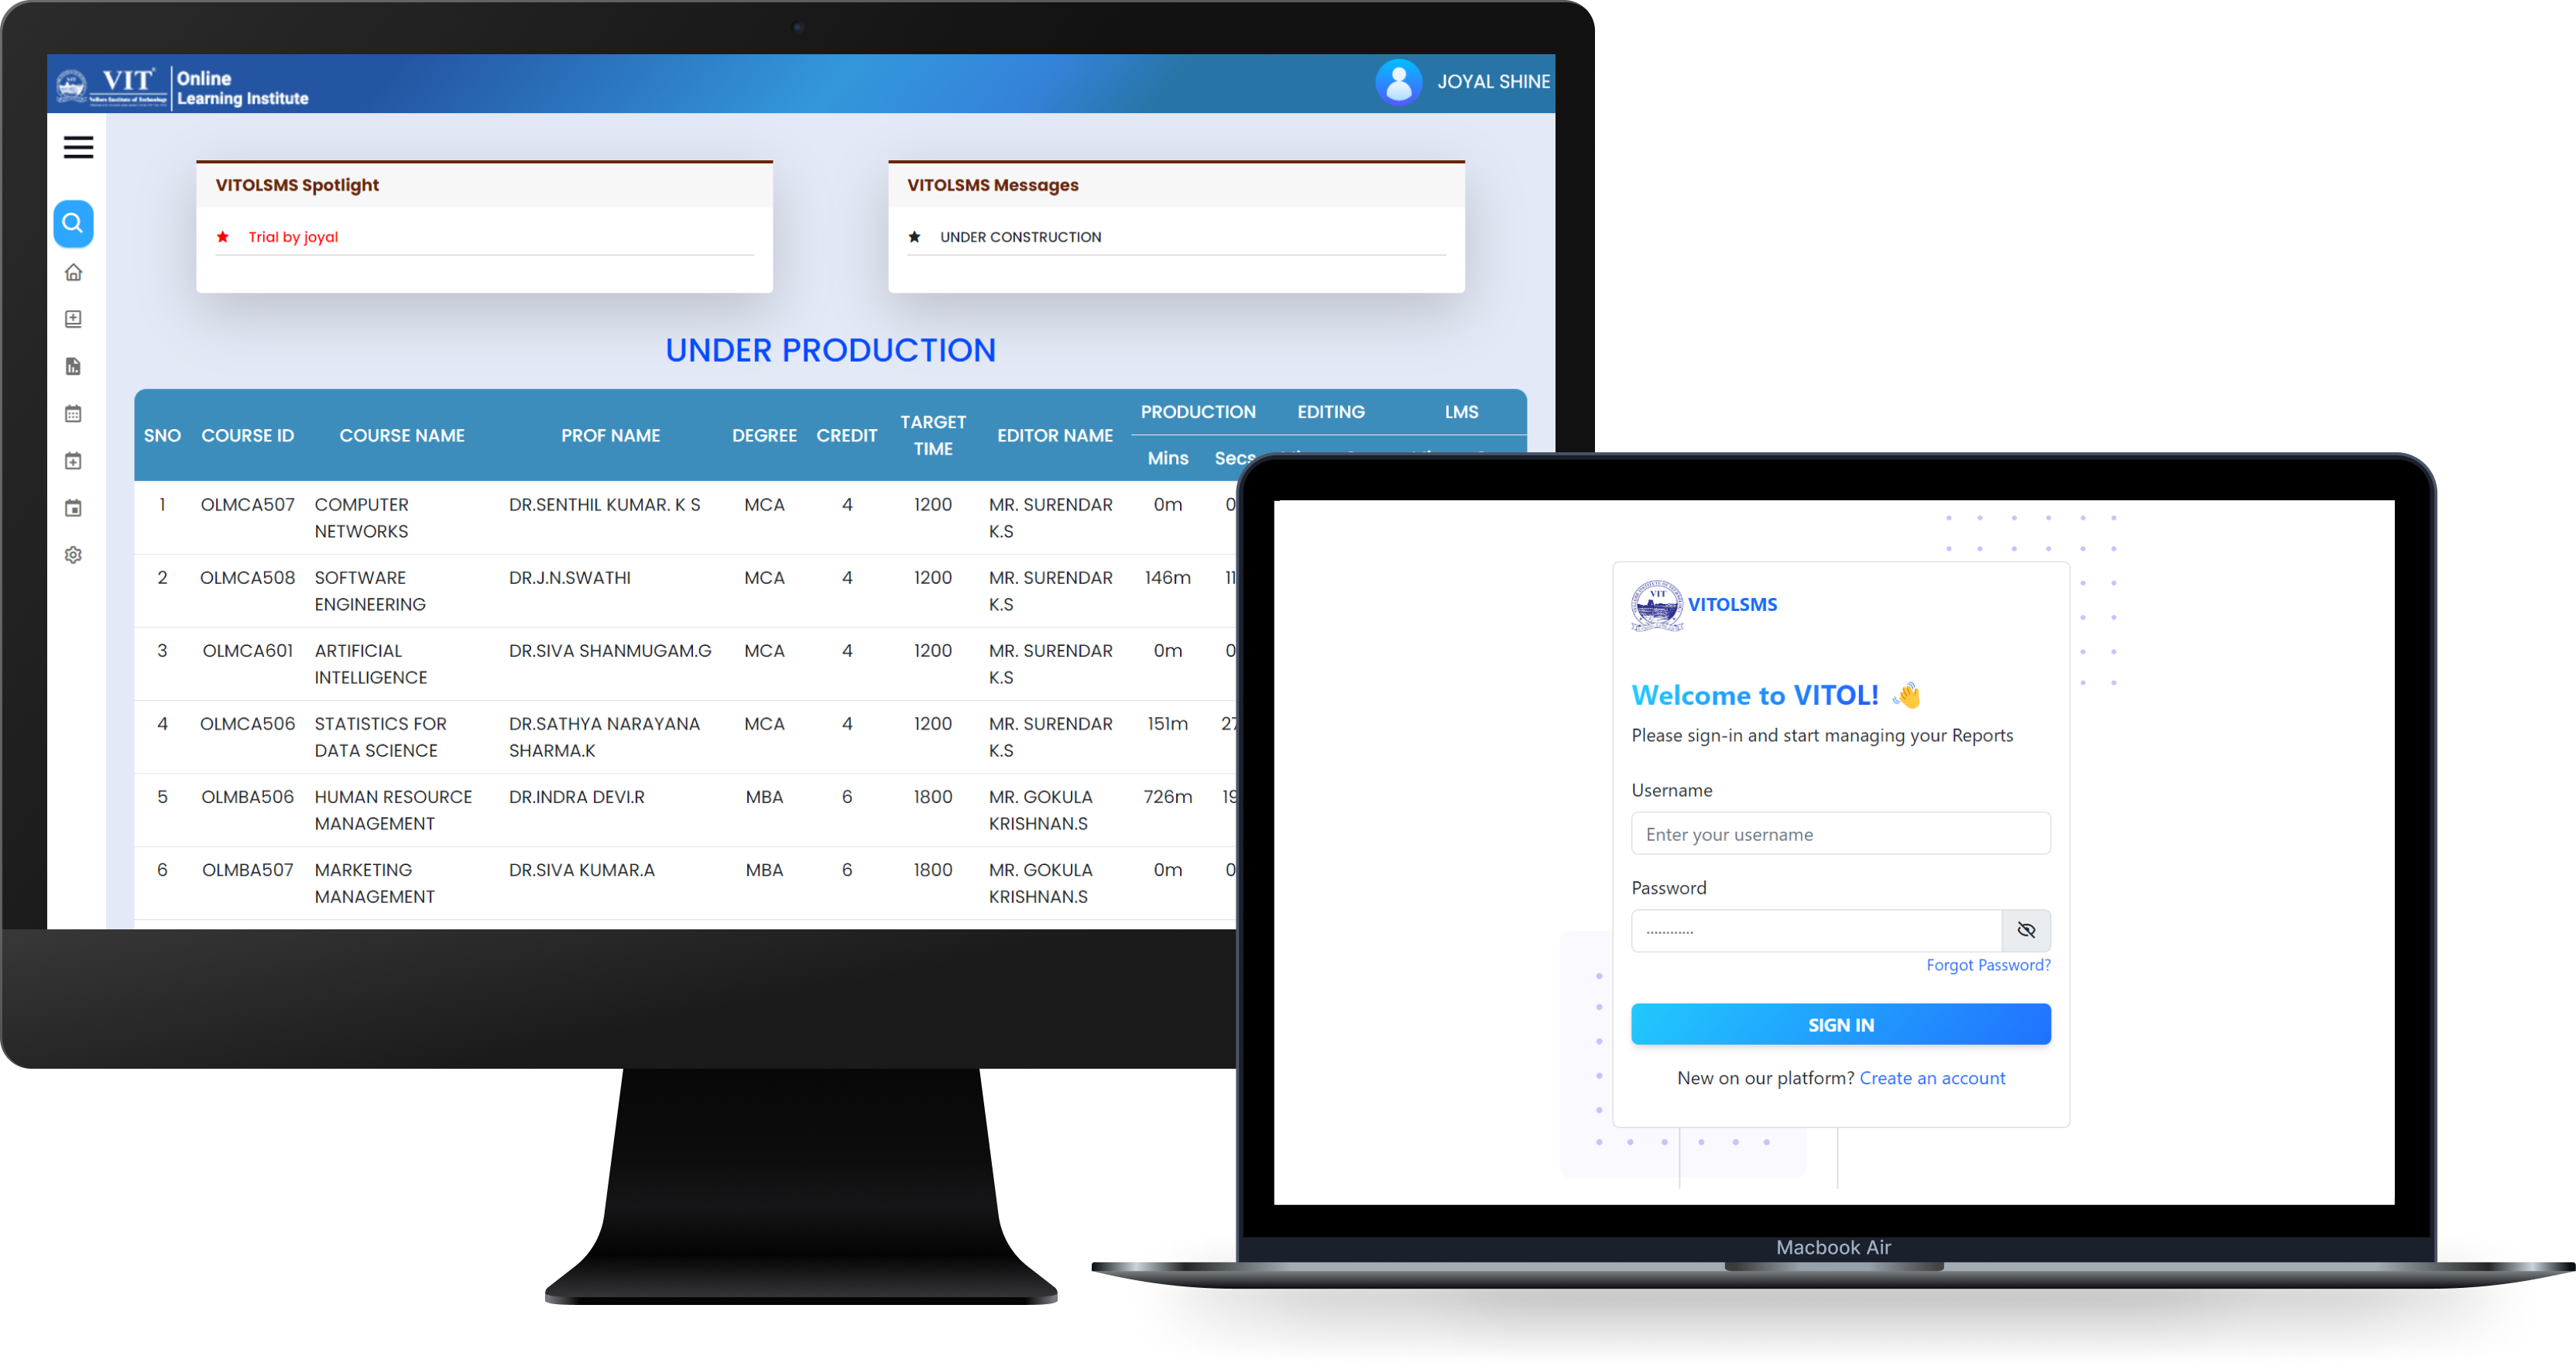 VIT
Vellore Institute of Technology
Online
Learning Institute
JOYAL SHINE
VITOLSMS Spotlight
Trial by joyal
VITOLSMS Messages
UNDER CONSTRUCTION
UNDER PRODUCTION
SNO COURSE ID COURSE NAME PROF NAME DEGREE CREDIT TARGET TIME EDITOR NAME PRODUCTION EDITING LMS
Mins Secs
1 OLMCA507 COMPUTER DR.SENTHIL KUMAR. K S MCA 4 1200 MR. SURENDAR 0m 0
NETWORKS K.S
2 OLMCA508 SOFTWARE DR.J.N.SWATHI MCA 4 1200 MR. SURENDAR 146m 11
ENGINEERING K.S
3 OLMCA601 ARTIFICIAL DR.SIVA SHANMUGAM.G MCA 4 1200 MR. SURENDAR 0m 0
INTELLIGENCE K.S
4 OLMCA506 STATISTICS FOR DR.SATHYA NARAYANA MCA 4 1200 MR. SURENDAR 151m 27
DATA SCIENCE SHARMA.K K.S
5 OLMBA506 HUMAN RESOURCE DR.INDRA DEVI.R MBA 6 1800 MR. GOKULA 726m 19
MANAGEMENT KRISHNAN.S
6 OLMBA507 MARKETING DR.SIVA KUMAR.A MBA 6 1800 MR. GOKULA 0m 0
MANAGEMENT KRISHNAN.S
VIT
VITOLSMS
Welcome to VITOL! 👋
Please sign-in and start managing your Reports
Username
Enter your username
Password
············
Forgot Password?
SIGN IN
New on our platform? Create an account
Macbook Air